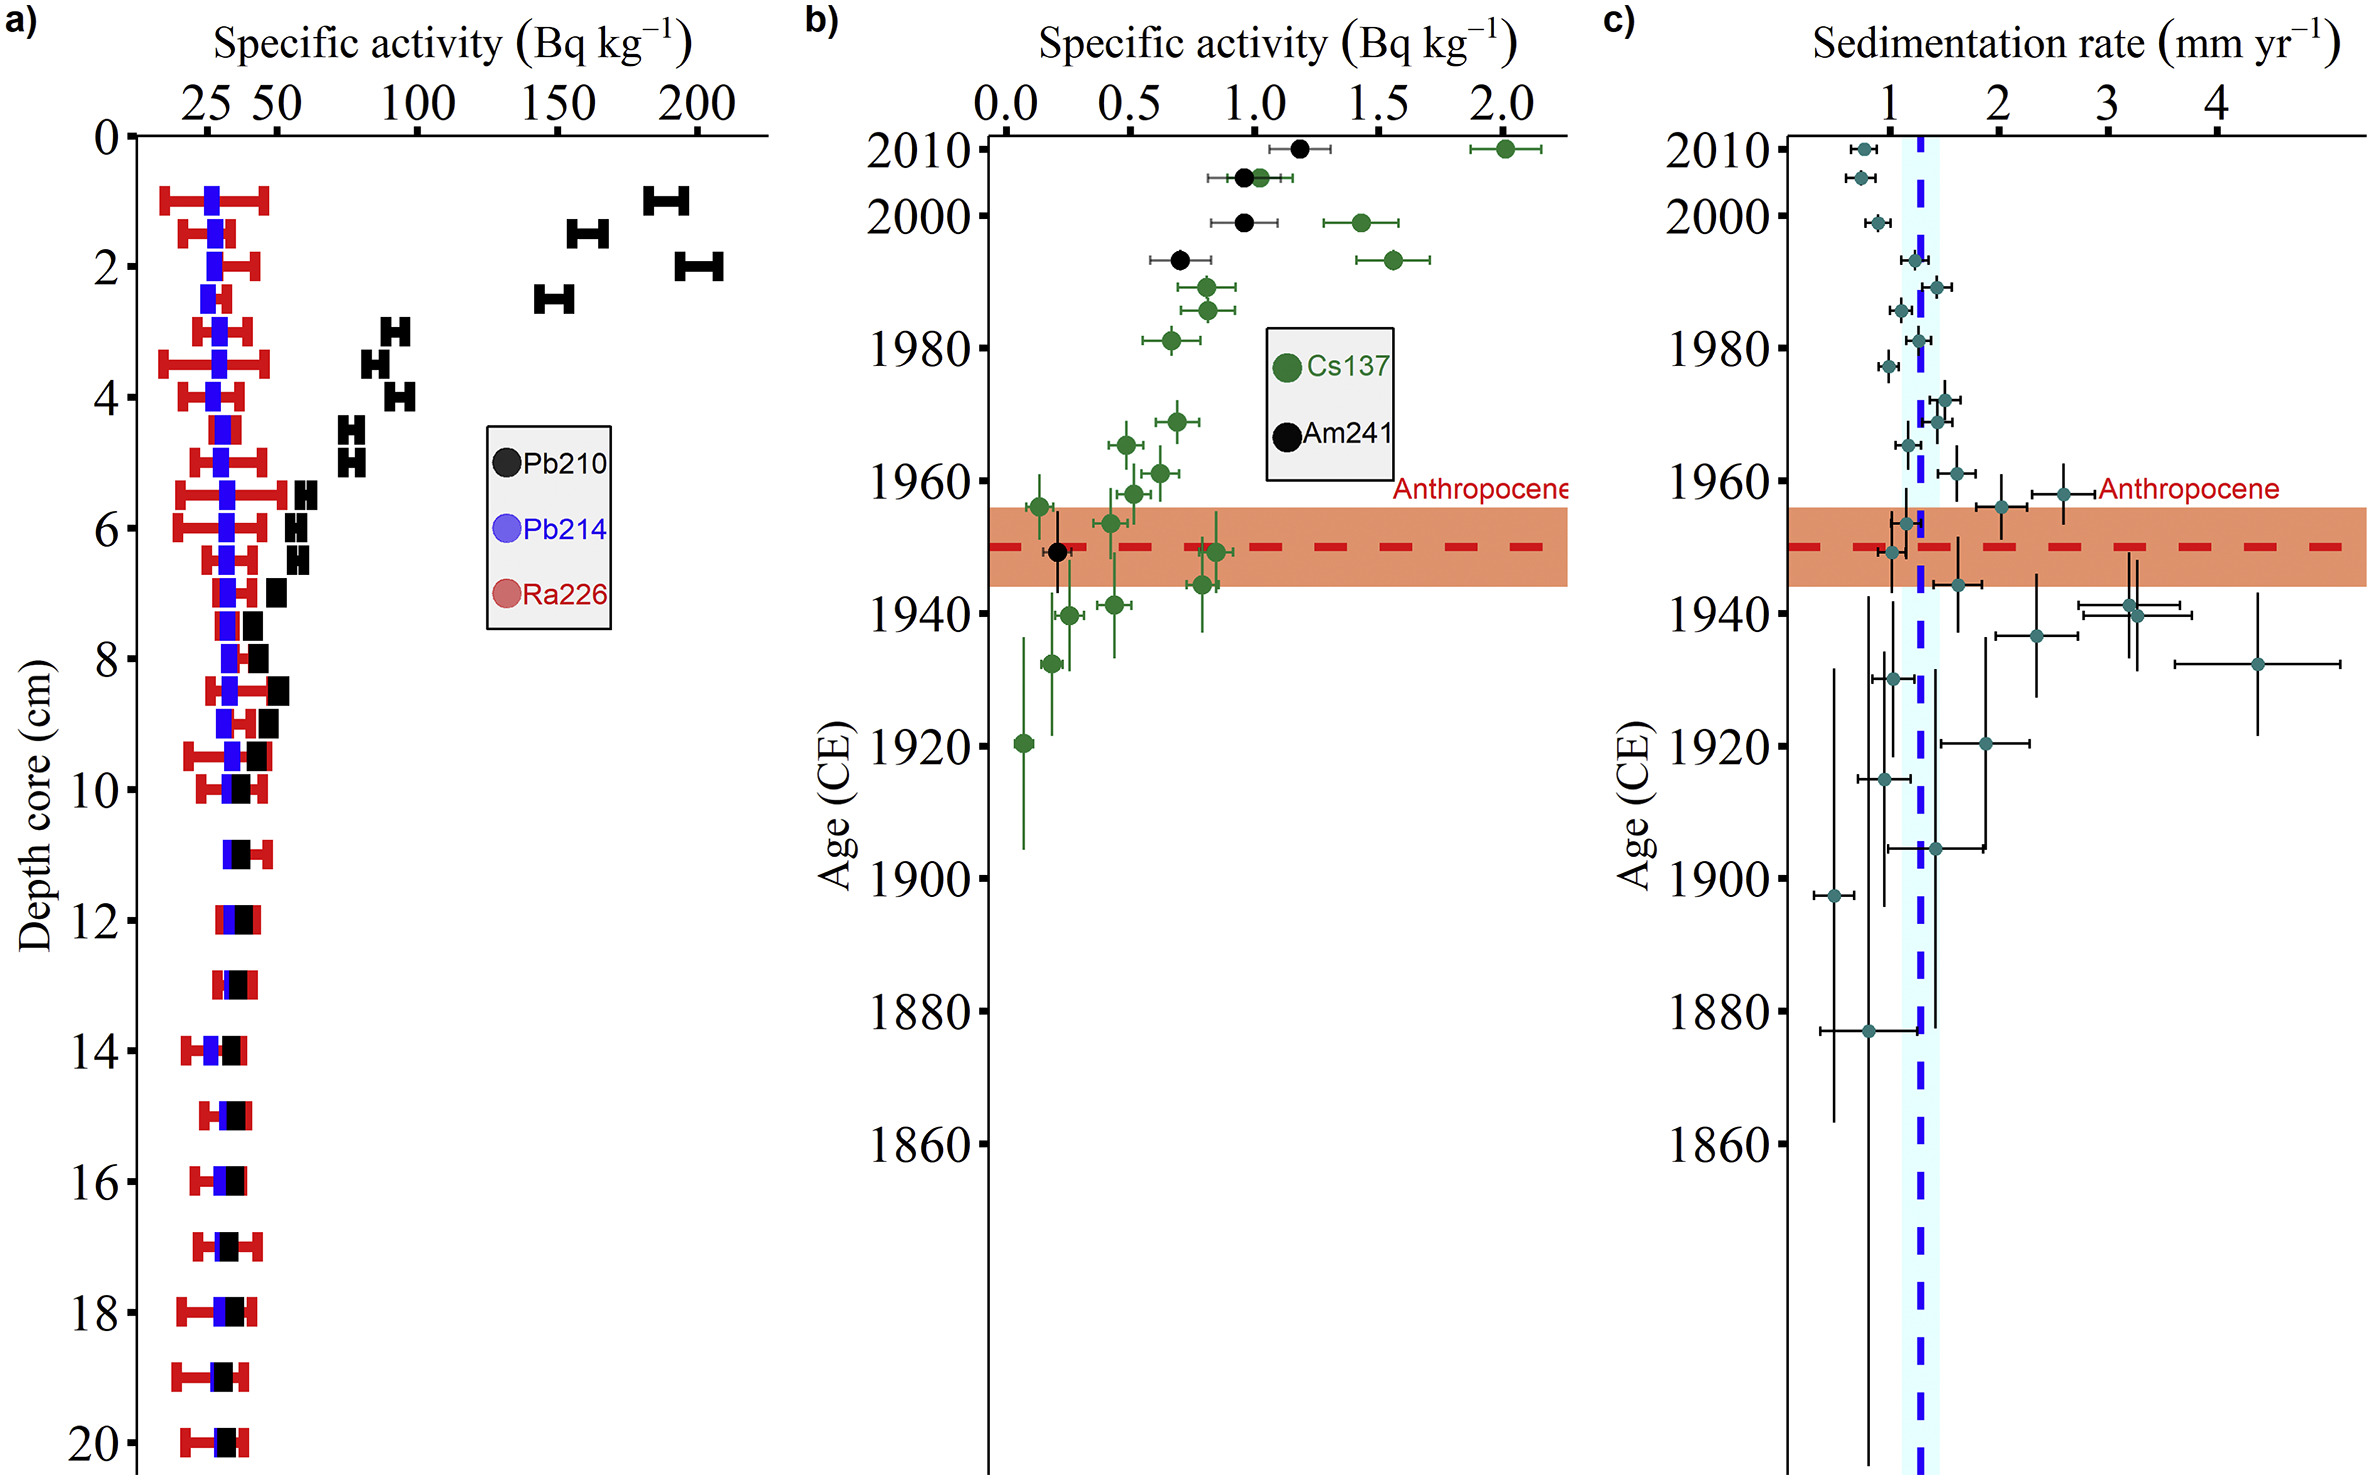 a)
Specific activity (Bq kg⁻¹)
25 50 100 150 200
0
2
4
6
8
10
12
14
16
18
20
Depth core (cm)
Pb210
Pb214
Ra226
b)
Specific activity (Bq kg⁻¹)
0.0 0.5 1.0 1.5 2.0
2010
2000
1980
1960
1940
1920
1900
1880
1860
Age (CE)
Cs137
Am241
Anthropocene
c)
Sedimentation rate (mm yr⁻¹)
1 2 3 4
2010
2000
1980
1960
1940
1920
1900
1880
1860
Age (CE)
Anthropocene